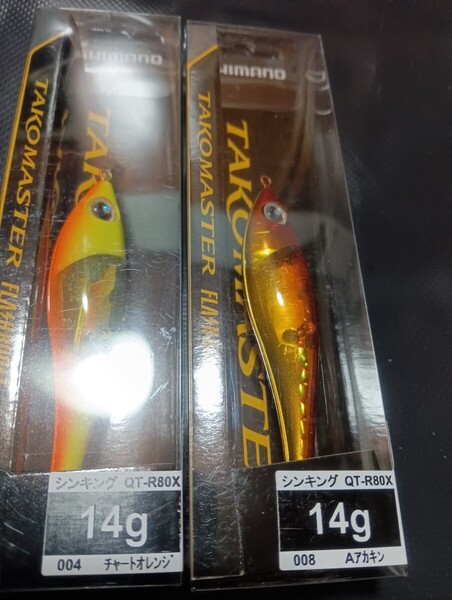 SHIMANO
TAKOMASTER
シンキング QT-R80X
14g
004 チャートオレンジ
SHIMANO
TAKOMASTER
TAKOMASTE
シンキング QT-R80X
14g
008 Aアカキン